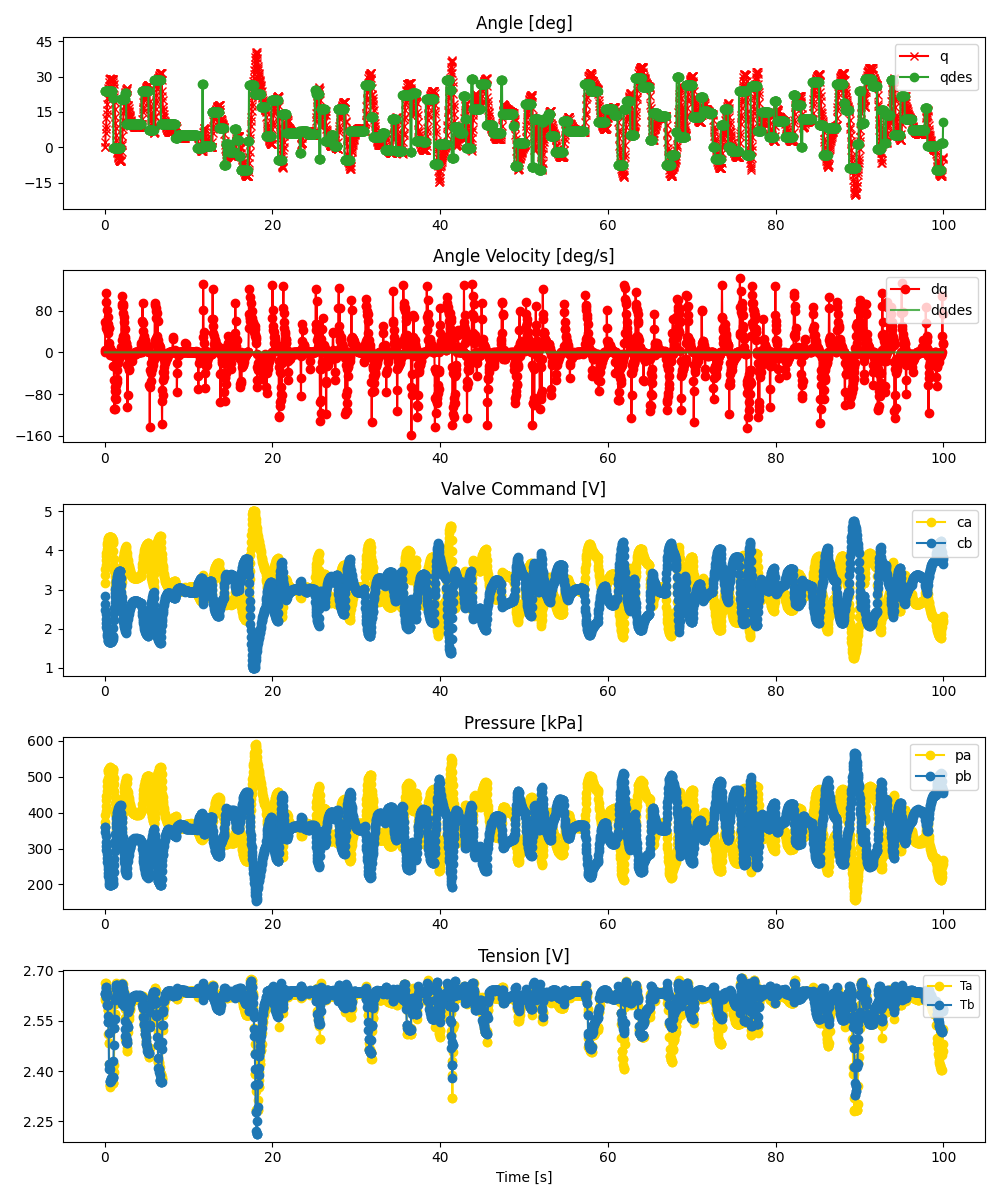 Angle [deg]
45
30
15
0
−15
q
qdes
0 20 40 60 80 100
Angle Velocity [deg/s]
80
0
−80
−160
dq
dqdes
0 20 40 60 80 100
Valve Command [V]
5
4
3
2
1
ca
cb
0 20 40 60 80 100
Pressure [kPa]
600
500
400
300
200
pa
pb
0 20 40 60 80 100
Tension [V]
2.70
2.55
2.40
2.25
Ta
Tb
0 20 40 60 80 100
Time [s]